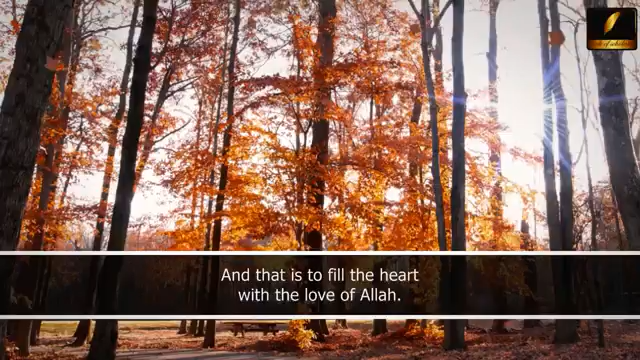 And that is to fill the heart
with the love of Allah.